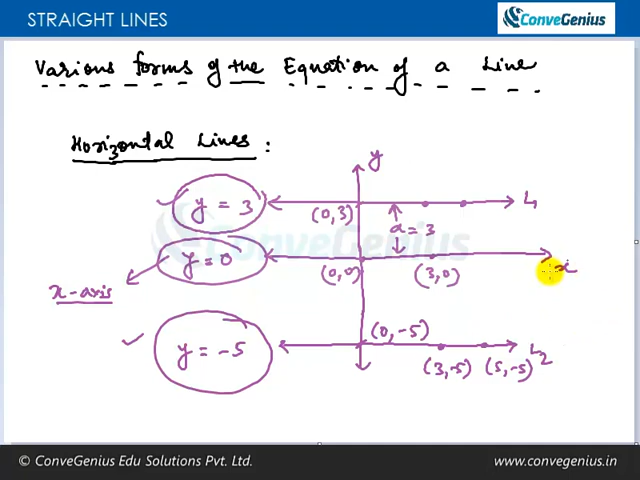 STRAIGHT LINES
ConveGenius
Various forms of the Equation of a Line
Horizontal Lines :
y
y = 3
(0,3)
a = 3
L1
y = 0
(0,0)
(3,0)
x
x-axis
(0,-5)
y = -5
(3,-5)
(5,-5)
L2
ConveGenius
© ConveGenius Edu Solutions Pvt. Ltd.
www.convegenius.in